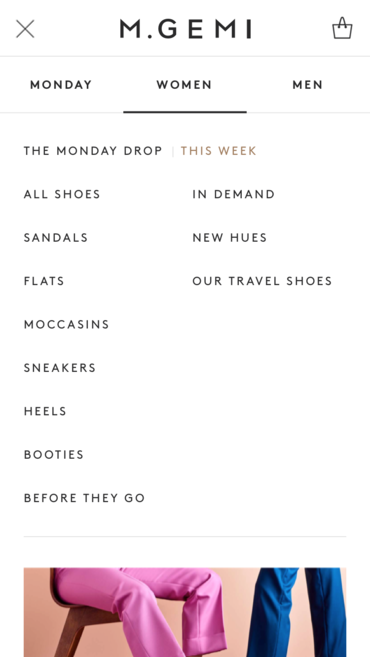 M.GEMI
MONDAY WOMEN MEN
THE MONDAY DROP | THIS WEEK
ALL SHOES IN DEMAND
SANDALS NEW HUES
FLATS OUR TRAVEL SHOES
MOCCASINS
SNEAKERS
HEELS
BOOTIES
BEFORE THEY GO